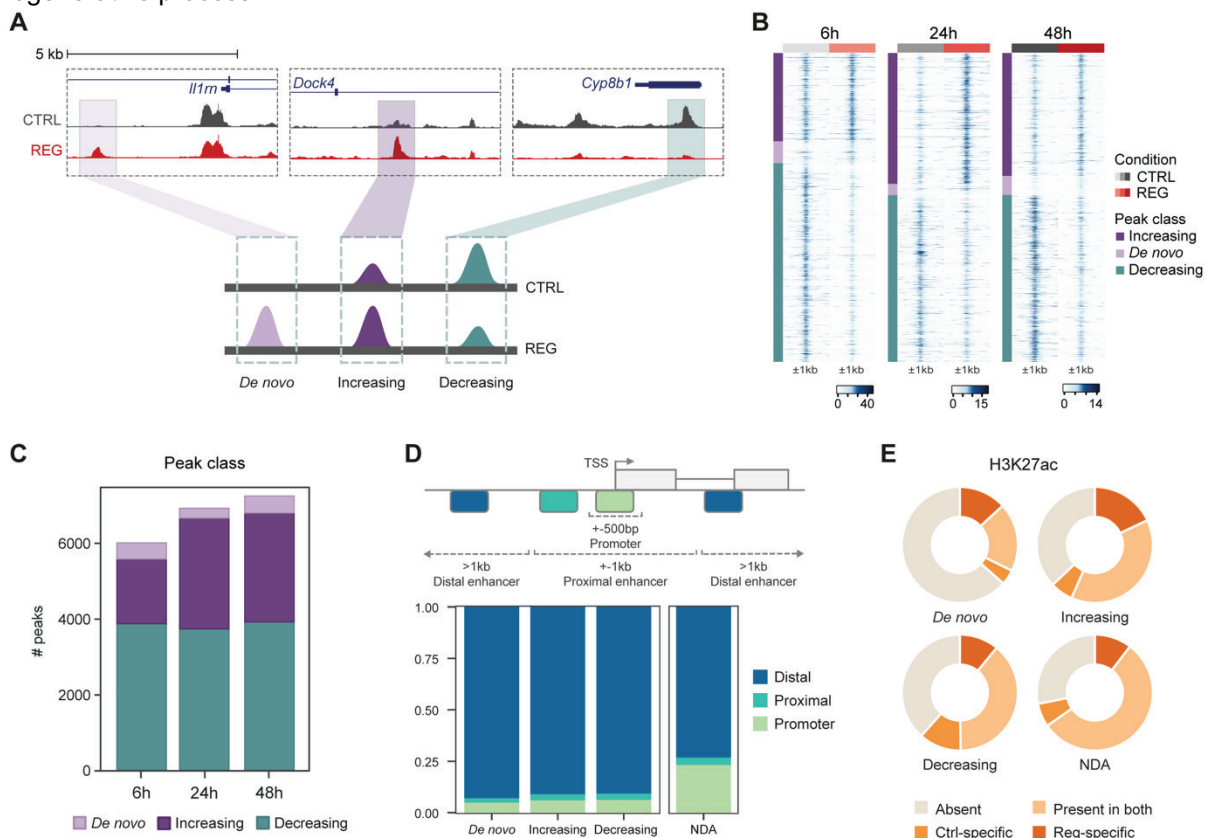 A
5 kb
Il1rn
Dock4
Cyp8b1
CTRL
REG
CTRL
REG
De novo
Increasing
Decreasing
B
6h
24h
48h
Condition
CTRL
REG
Peak class
Increasing
De novo
Decreasing
±1kb
±1kb
±1kb
±1kb
±1kb
±1kb
0 40
0 15
0 14
C
Peak class
# peaks
6000
4000
2000
0
6h
24h
48h
De novo
Increasing
Decreasing
D
TSS
+-500bp
Promoter
>1kb
Distal enhancer
+-1kb
Proximal enhancer
>1kb
Distal enhancer
1.00
0.75
0.50
0.25
0.00
De novo
Increasing
Decreasing
NDA
Distal
Proximal
Promoter
E
H3K27ac
De novo
Increasing
Decreasing
NDA
Absent
Present in both
Ctrl-specific
Reg-specific